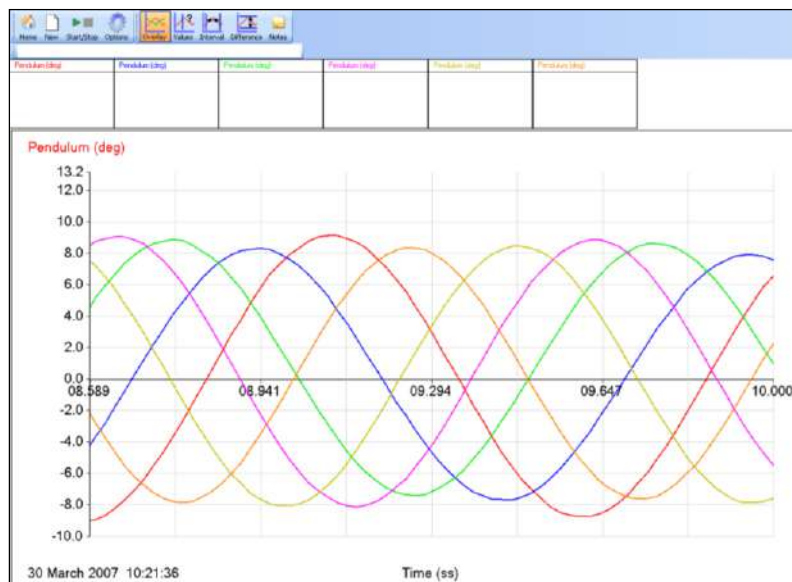 Home New Start/Stop Options Overlay Values Interval Difference Notes
Pendulum (deg) Pendulum (deg) Pendulum (deg) Pendulum (deg) Pendulum (deg) Pendulum (deg)
Pendulum (deg)
13.2
12.0
10.0
8.0
6.0
4.0
2.0
0.0
08.589 08.941 09.294 09.647 10.000
-2.0
-4.0
-6.0
-8.0
-10.0
30 March 2007 10:21:36 Time (ss)